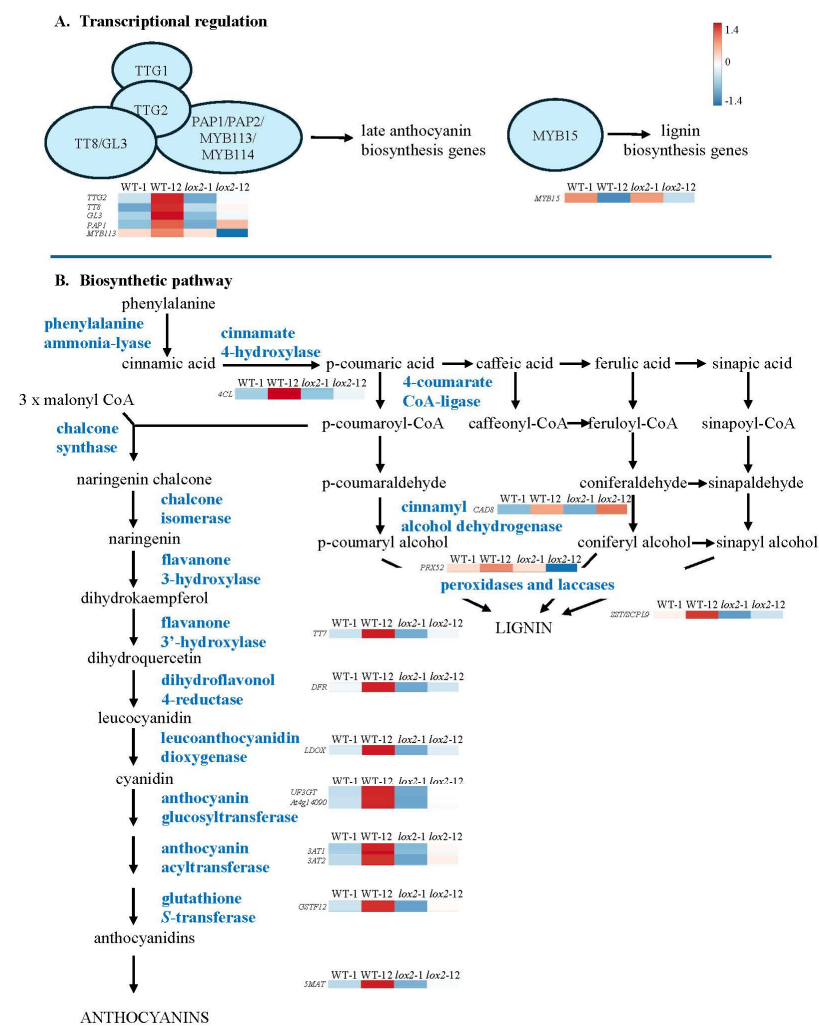 A. Transcriptional regulation
1.4
0
-1.4
TTG1
TTG2
TT8/GL3
PAP1/PAP2/
MYB113/
MYB114
late anthocyanin
biosynthesis genes
MYB15
lignin
biosynthesis genes
WT-1 WT-12 lox2-1 lox2-12
TTG2
TT8
GL3
PAP1
MYB113
WT-1 WT-12 lox2-1 lox2-12
MYB15
B. Biosynthetic pathway
phenylalanine
phenylalanine
ammonia-lyase
cinnamate
4-hydroxylase
cinnamic acid
p-coumaric acid
caffeic acid
ferulic acid
sinapic acid
WT-1 WT-12 lox2-1 lox2-12
4CL
4-coumarate
CoA-ligase
3 x malonyl CoA
chalcone
synthase
p-coumaroyl-CoA
caffeonyl-CoA
feruloyl-CoA
sinapoyl-CoA
naringenin chalcone
p-coumaraldehyde
coniferaldehyde
sinapaldehyde
chalcone
isomerase
cinnamyl
alcohol dehydrogenase
WT-1 WT-12 lox2-1 lox2-12
CAD8
naringenin
p-coumaryl alcohol
coniferyl alcohol
sinapyl alcohol
flavanone
3-hydroxylase
WT-1 WT-12 lox2-1 lox2-12
PRX52
peroxidases and laccases
dihydrokaempferol
WT-1 WT-12 lox2-1 lox2-12
LIGNIN
flavanone
3’-hydroxylase
WT-1 WT-12 lox2-1 lox2-12
TT7
dihydroquercetin
dihydroflavonol
4-reductase
WT-1 WT-12 lox2-1 lox2-12
DFR
leucocyanidin
leucoanthocyanidin
dioxygenase
WT-1 WT-12 lox2-1 lox2-12
LDOX
cyanidin
anthocyanin
glucosyltransferase
WT-1 WT-12 lox2-1 lox2-12
UF3GT
At4g14090
anthocyanin
acyltransferase
WT-1 WT-12 lox2-1 lox2-12
3AT1
3AT2
glutathione
S-transferase
WT-1 WT-12 lox2-1 lox2-12
GSTF12
anthocyanidins
WT-1 WT-12 lox2-1 lox2-12
5MAT
ANTHOCYANINS